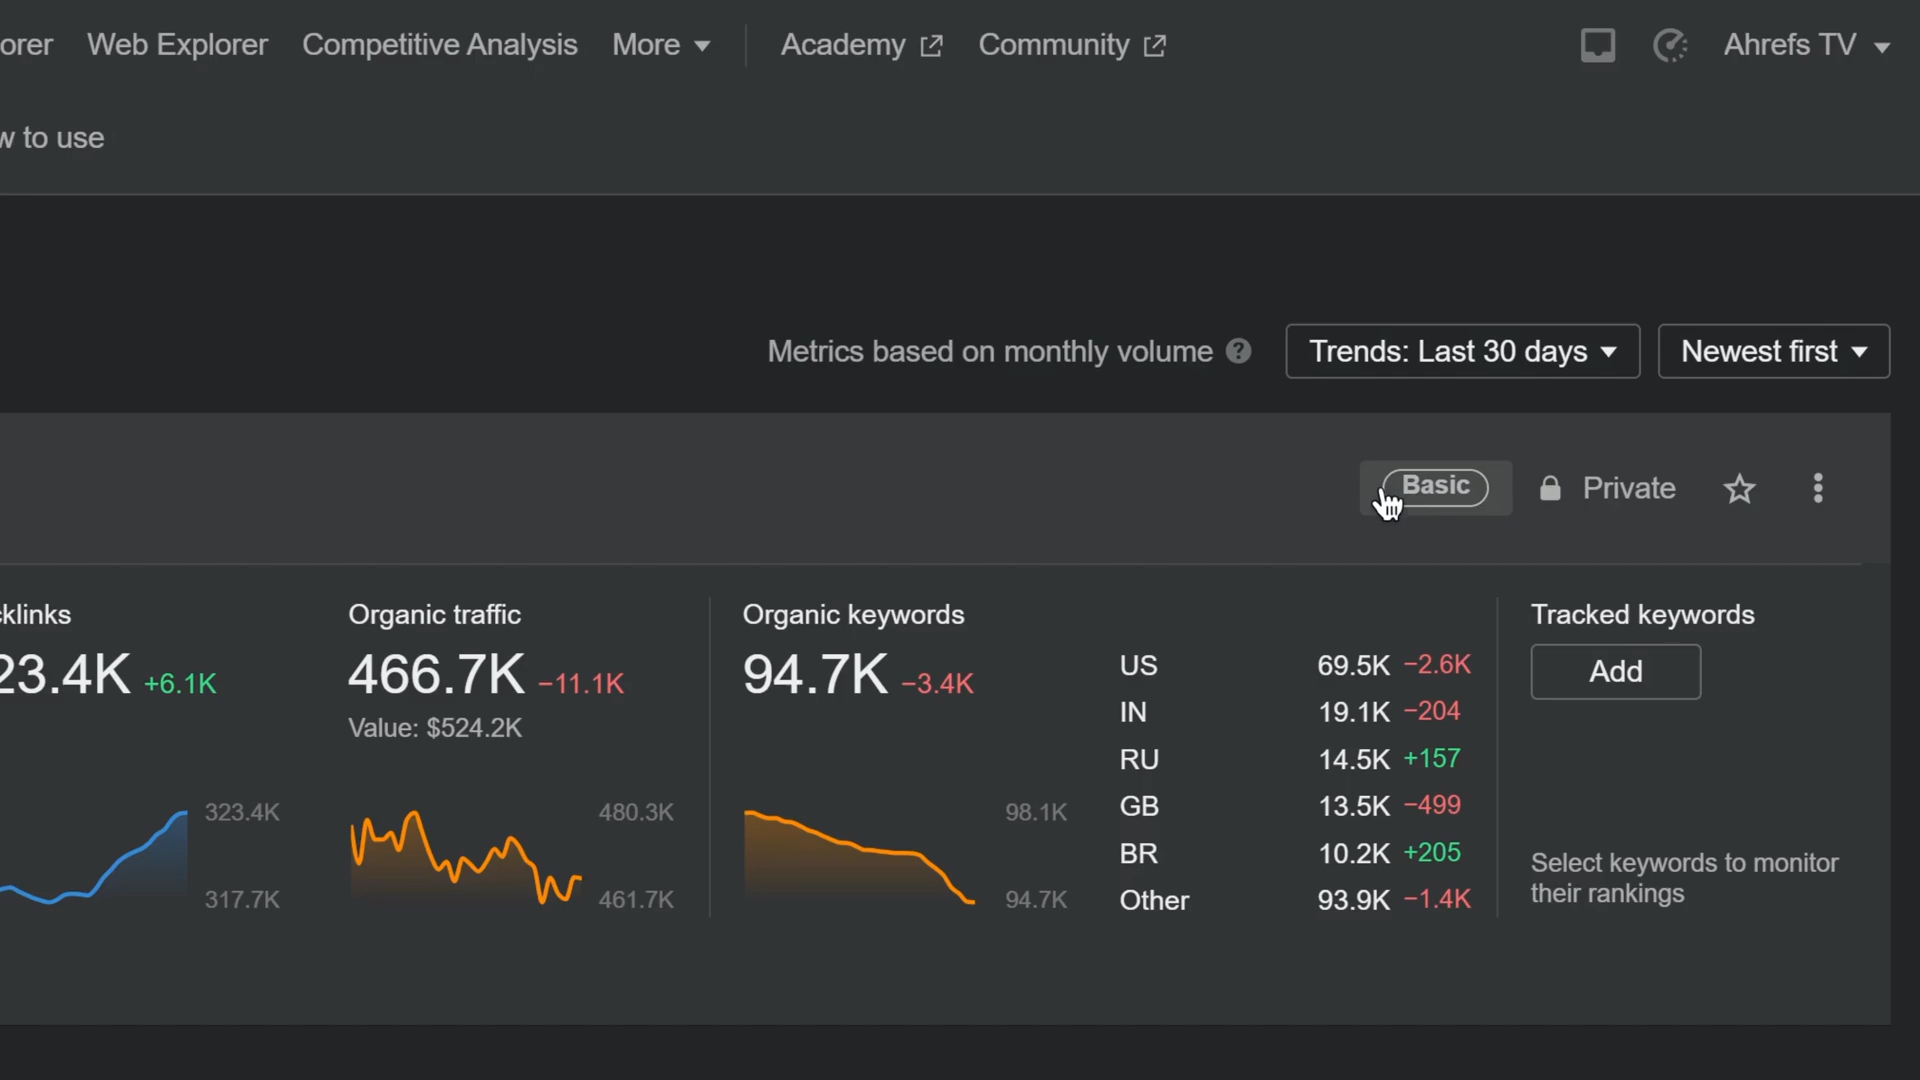 orer Web Explorer Competitive Analysis More Academy Community Ahrefs TV
w to use
Metrics based on monthly volume ? Trends: Last 30 days Newest first
Basic Private
cklinks
23.4K +6.1K
323.4K
317.7K
Organic traffic
466.7K −11.1K
Value: $524.2K
480.3K
461.7K
Organic keywords
94.7K −3.4K
98.1K
94.7K
US 69.5K −2.6K
IN 19.1K −204
RU 14.5K +157
GB 13.5K −499
BR 10.2K +205
Other 93.9K −1.4K
Tracked keywords
Add
Select keywords to monitor
their rankings